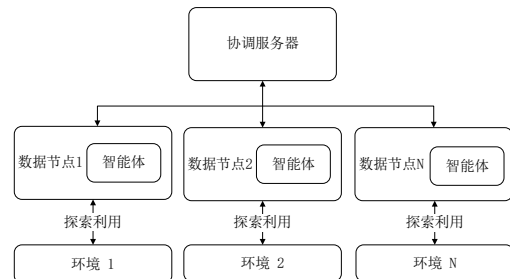 协调服务器
数据节点1 智能体
数据节点2 智能体
数据节点N 智能体
探索利用
探索利用
探索利用
环境 1
环境 2
环境 N